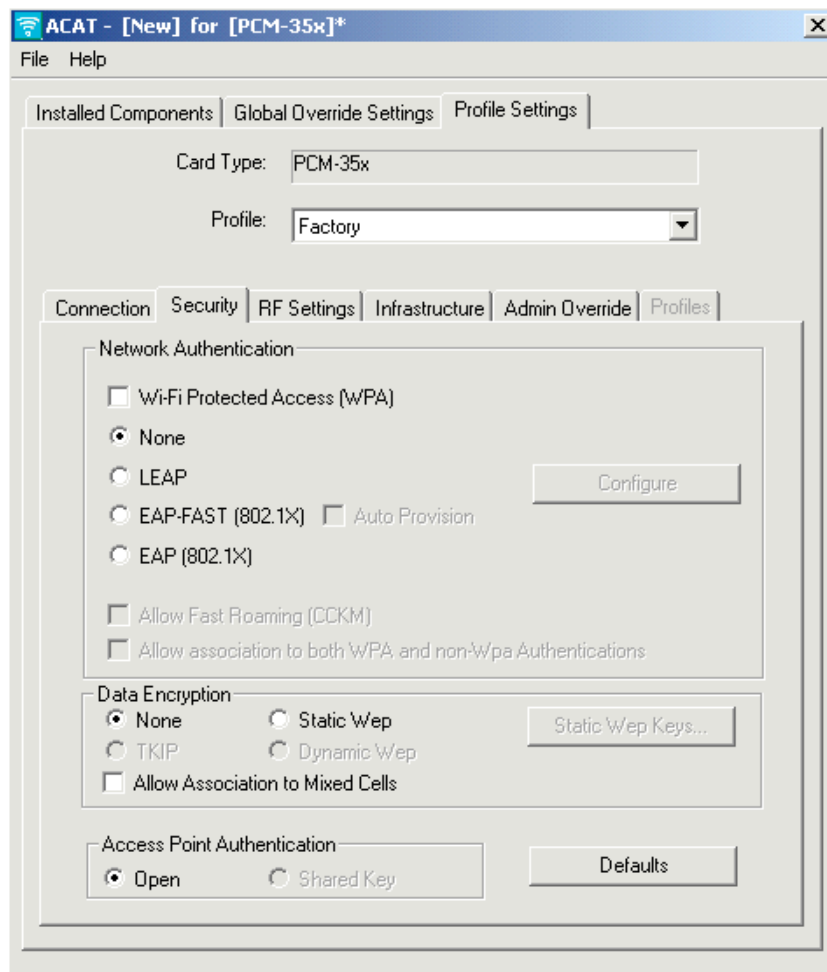 ACAT - [New] for [PCM-35x]*
File Help
Installed Components Global Override Settings Profile Settings
Card Type: PCM-35x
Profile: Factory
Connection Security RF Settings Infrastructure Admin Override Profiles
Network Authentication
Wi-Fi Protected Access (WPA)
None
LEAP Configure
EAP-FAST (802.1X) Auto Provision
EAP (802.1X)
Allow Fast Roaming (CCKM)
Allow association to both WPA and non-Wpa Authentications
Data Encryption
None Static Wep Static Wep Keys...
TKIP Dynamic Wep
Allow Association to Mixed Cells
Access Point Authentication
Open Shared Key Defaults